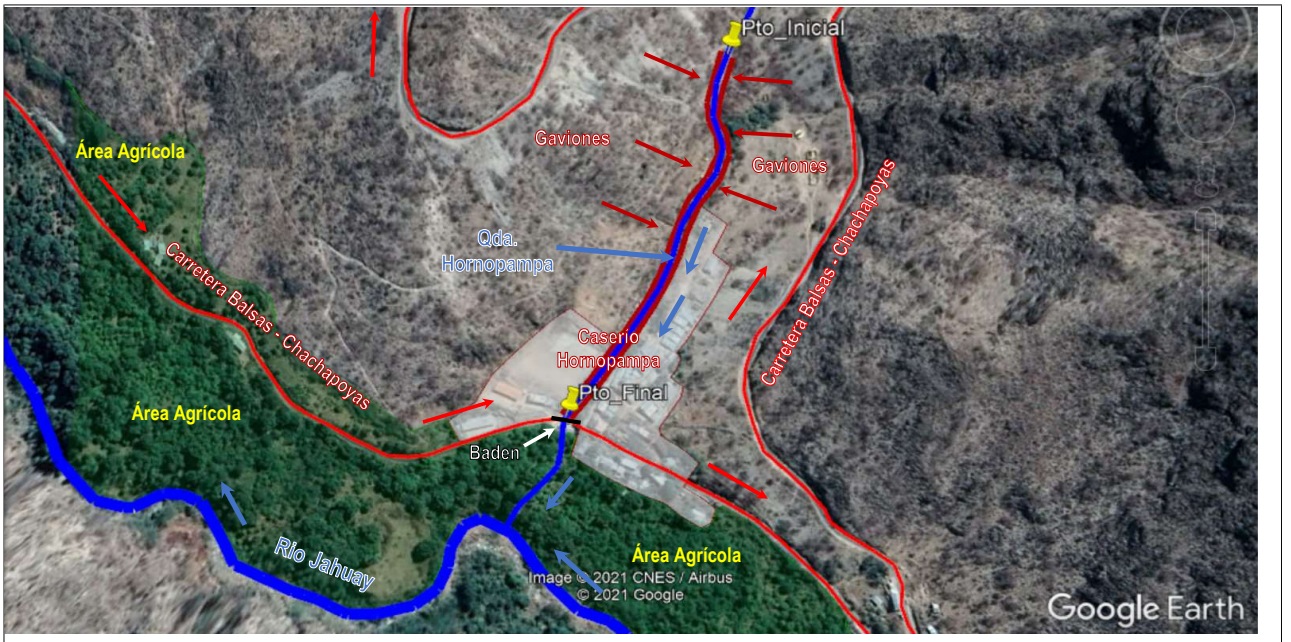 Pto_Inicial
Gaviones
Gaviones
Área Agrícola
Carretera Balsas - Chachapoyas
Qda.
Hornopampa
Carretera Balsas - Chachapoyas
Caserío
Hornopampa
Pto_Final
Área Agrícola
Baden
Rio Jahuay
Área Agrícola
Image © 2021 CNES / Airbus
© 2021 Google
Google Earth